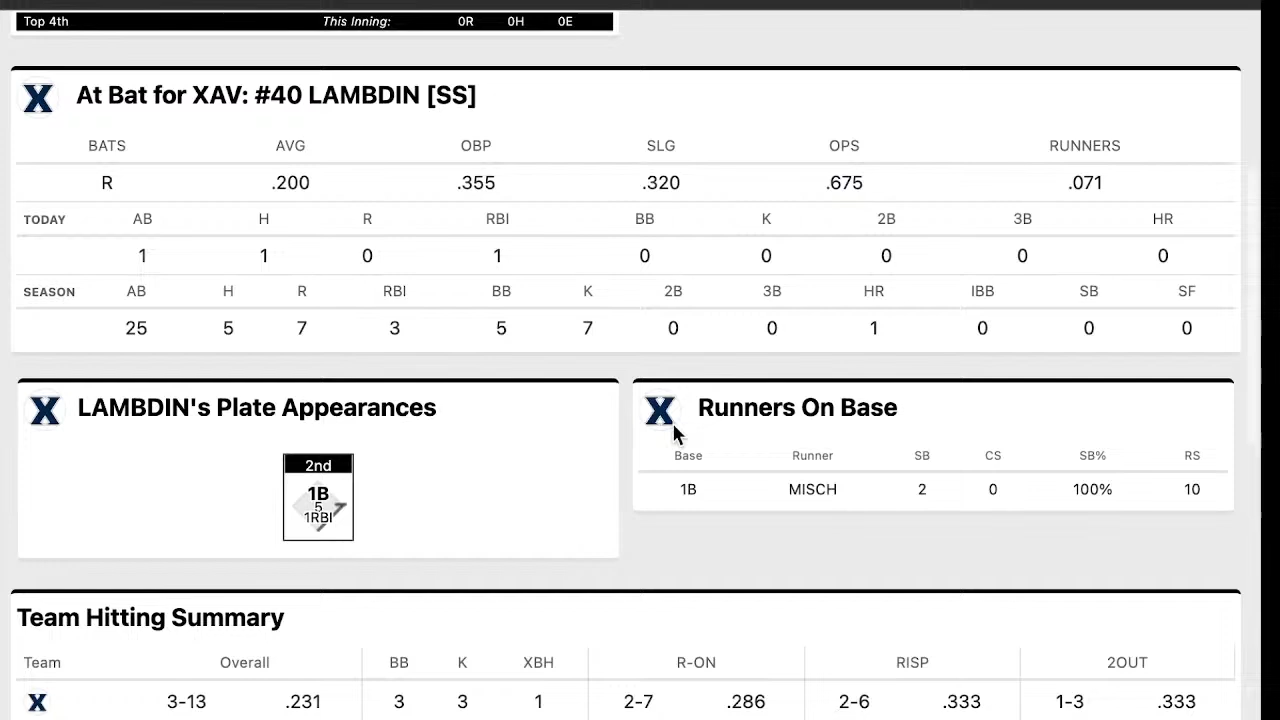 Top 4th This Inning: 0R 0H 0E
X At Bat for XAV: #40 LAMBDIN [SS]
BATS AVG OBP SLG OPS RUNNERS
R .200 .355 .320 .675 .071
TODAY AB H R RBI BB K 2B 3B HR
1 1 0 1 0 0 0 0 0
SEASON AB H R RBI BB K 2B 3B HR IBB SB SF
25 5 7 3 5 7 0 0 1 0 0 0
X LAMBDIN's Plate Appearances
2nd
1B
5
1RBI
X Runners On Base
Base Runner SB CS SB% RS
1B MISCH 2 0 100% 10
Team Hitting Summary
Team Overall BB K XBH R-ON RISP 2OUT
X 3-13 .231 3 3 1 2-7 .286 2-6 .333 1-3 .333